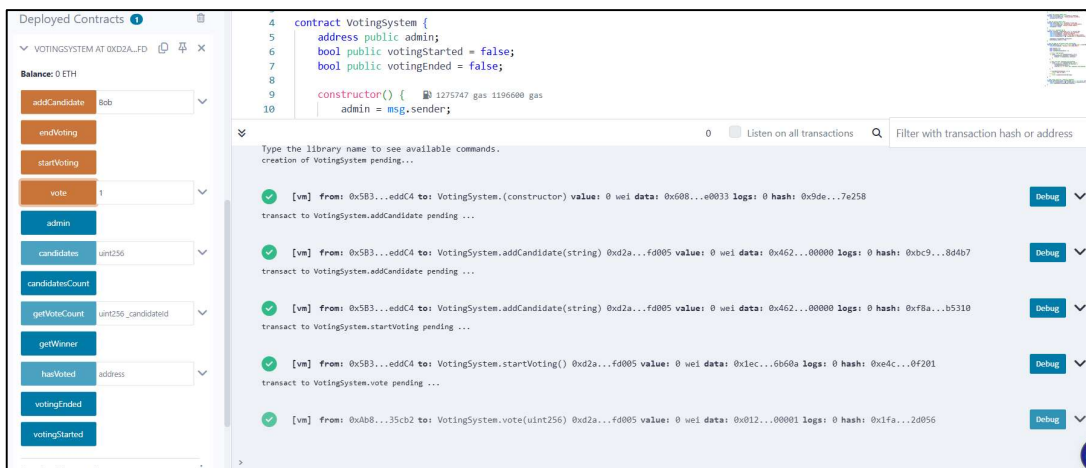 Deployed Contracts 1
VOTINGSYSTEM AT 0XD2A...FD
Balance: 0 ETH
addCandidate Bob
endVoting
startVoting
vote 1
admin
candidates uint256
candidatesCount
getVoteCount uint256 _candidateId
getWinner
hasVoted address
votingEnded
votingStarted
4 contract VotingSystem {
5 address public admin;
6 bool public votingStarted = false;
7 bool public votingEnded = false;
8
9 constructor() { 1275747 gas 1196600 gas
10 admin = msg.sender;
0 Listen on all transactions Filter with transaction hash or address
Type the library name to see available commands.
creation of VotingSystem pending...
[vm] from: 0x5B3...eddC4 to: VotingSystem.(constructor) value: 0 wei data: 0x608...e0033 logs: 0 hash: 0x9de...7e258 Debug
transact to VotingSystem.addCandidate pending ...
[vm] from: 0x5B3...eddC4 to: VotingSystem.addCandidate(string) 0xd2a...fd005 value: 0 wei data: 0x462...00000 logs: 0 hash: 0xbc9...8d4b7 Debug
transact to VotingSystem.addCandidate pending ...
[vm] from: 0x5B3...eddC4 to: VotingSystem.addCandidate(string) 0xd2a...fd005 value: 0 wei data: 0x462...00000 logs: 0 hash: 0xf8a...b5310 Debug
transact to VotingSystem.startVoting pending ...
[vm] from: 0x5B3...eddC4 to: VotingSystem.startVoting() 0xd2a...fd005 value: 0 wei data: 0x1ec...6b60a logs: 0 hash: 0xe4c...0f201 Debug
transact to VotingSystem.vote pending ...
[vm] from: 0xAb8...35cb2 to: VotingSystem.vote(uint256) 0xd2a...fd005 value: 0 wei data: 0x012...00001 logs: 0 hash: 0x1fa...2d056 Debug
>